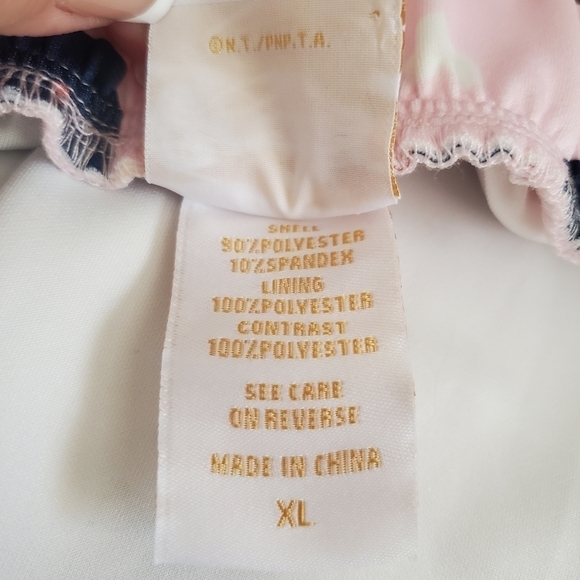 © N.T./PNP.T.A.
SHELL
90%POLYESTER
10%SPANDEX
LINING
100%POLYESTER
CONTRAST
100%POLYESTER
SEE CARE
ON REVERSE
MADE IN CHINA
XL